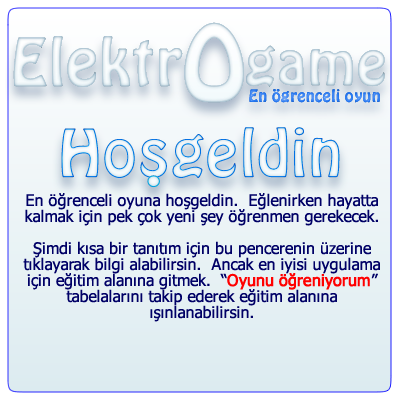 ElektrOgame
En ögrenceli oyun
Hoşgeldin
En öğrenceli oyuna hoşgeldin. Eğlenirken hayatta
kalmak için pek çok yeni şey öğrenmen gerekecek.
Şimdi kısa bir tanıtım için bu pencerenin üzerine
tıklayarak bilgi alabilirsin. Ancak en iyisi uygulama
için eğitim alanına gitmek. “Oyunu öğreniyorum”
tabelalarını takip ederek eğitim alanına
ışınlanabilirsin.